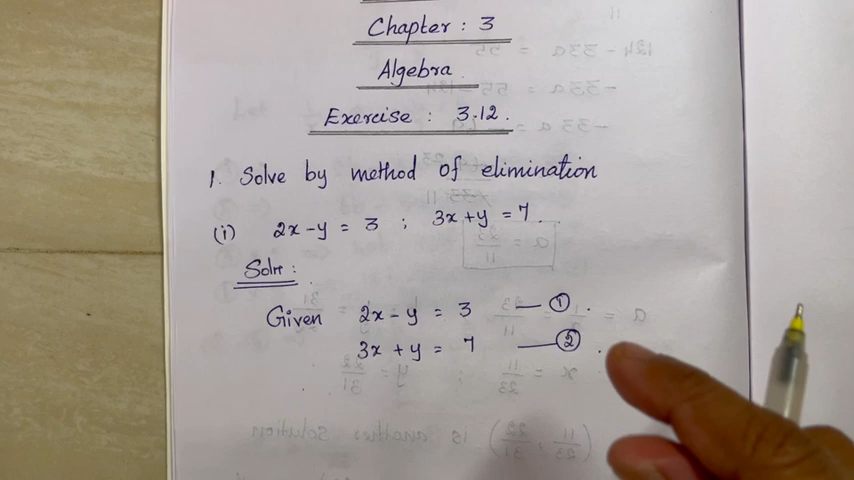 Chapter : 3
Algebra
Exercise : 3.12.
1. Solve by method of elimination
(i) 2x - y = 3 ; 3x + y = 7.
Soln :
Given 2x - y = 3 — ①
3x + y = 7 — ②